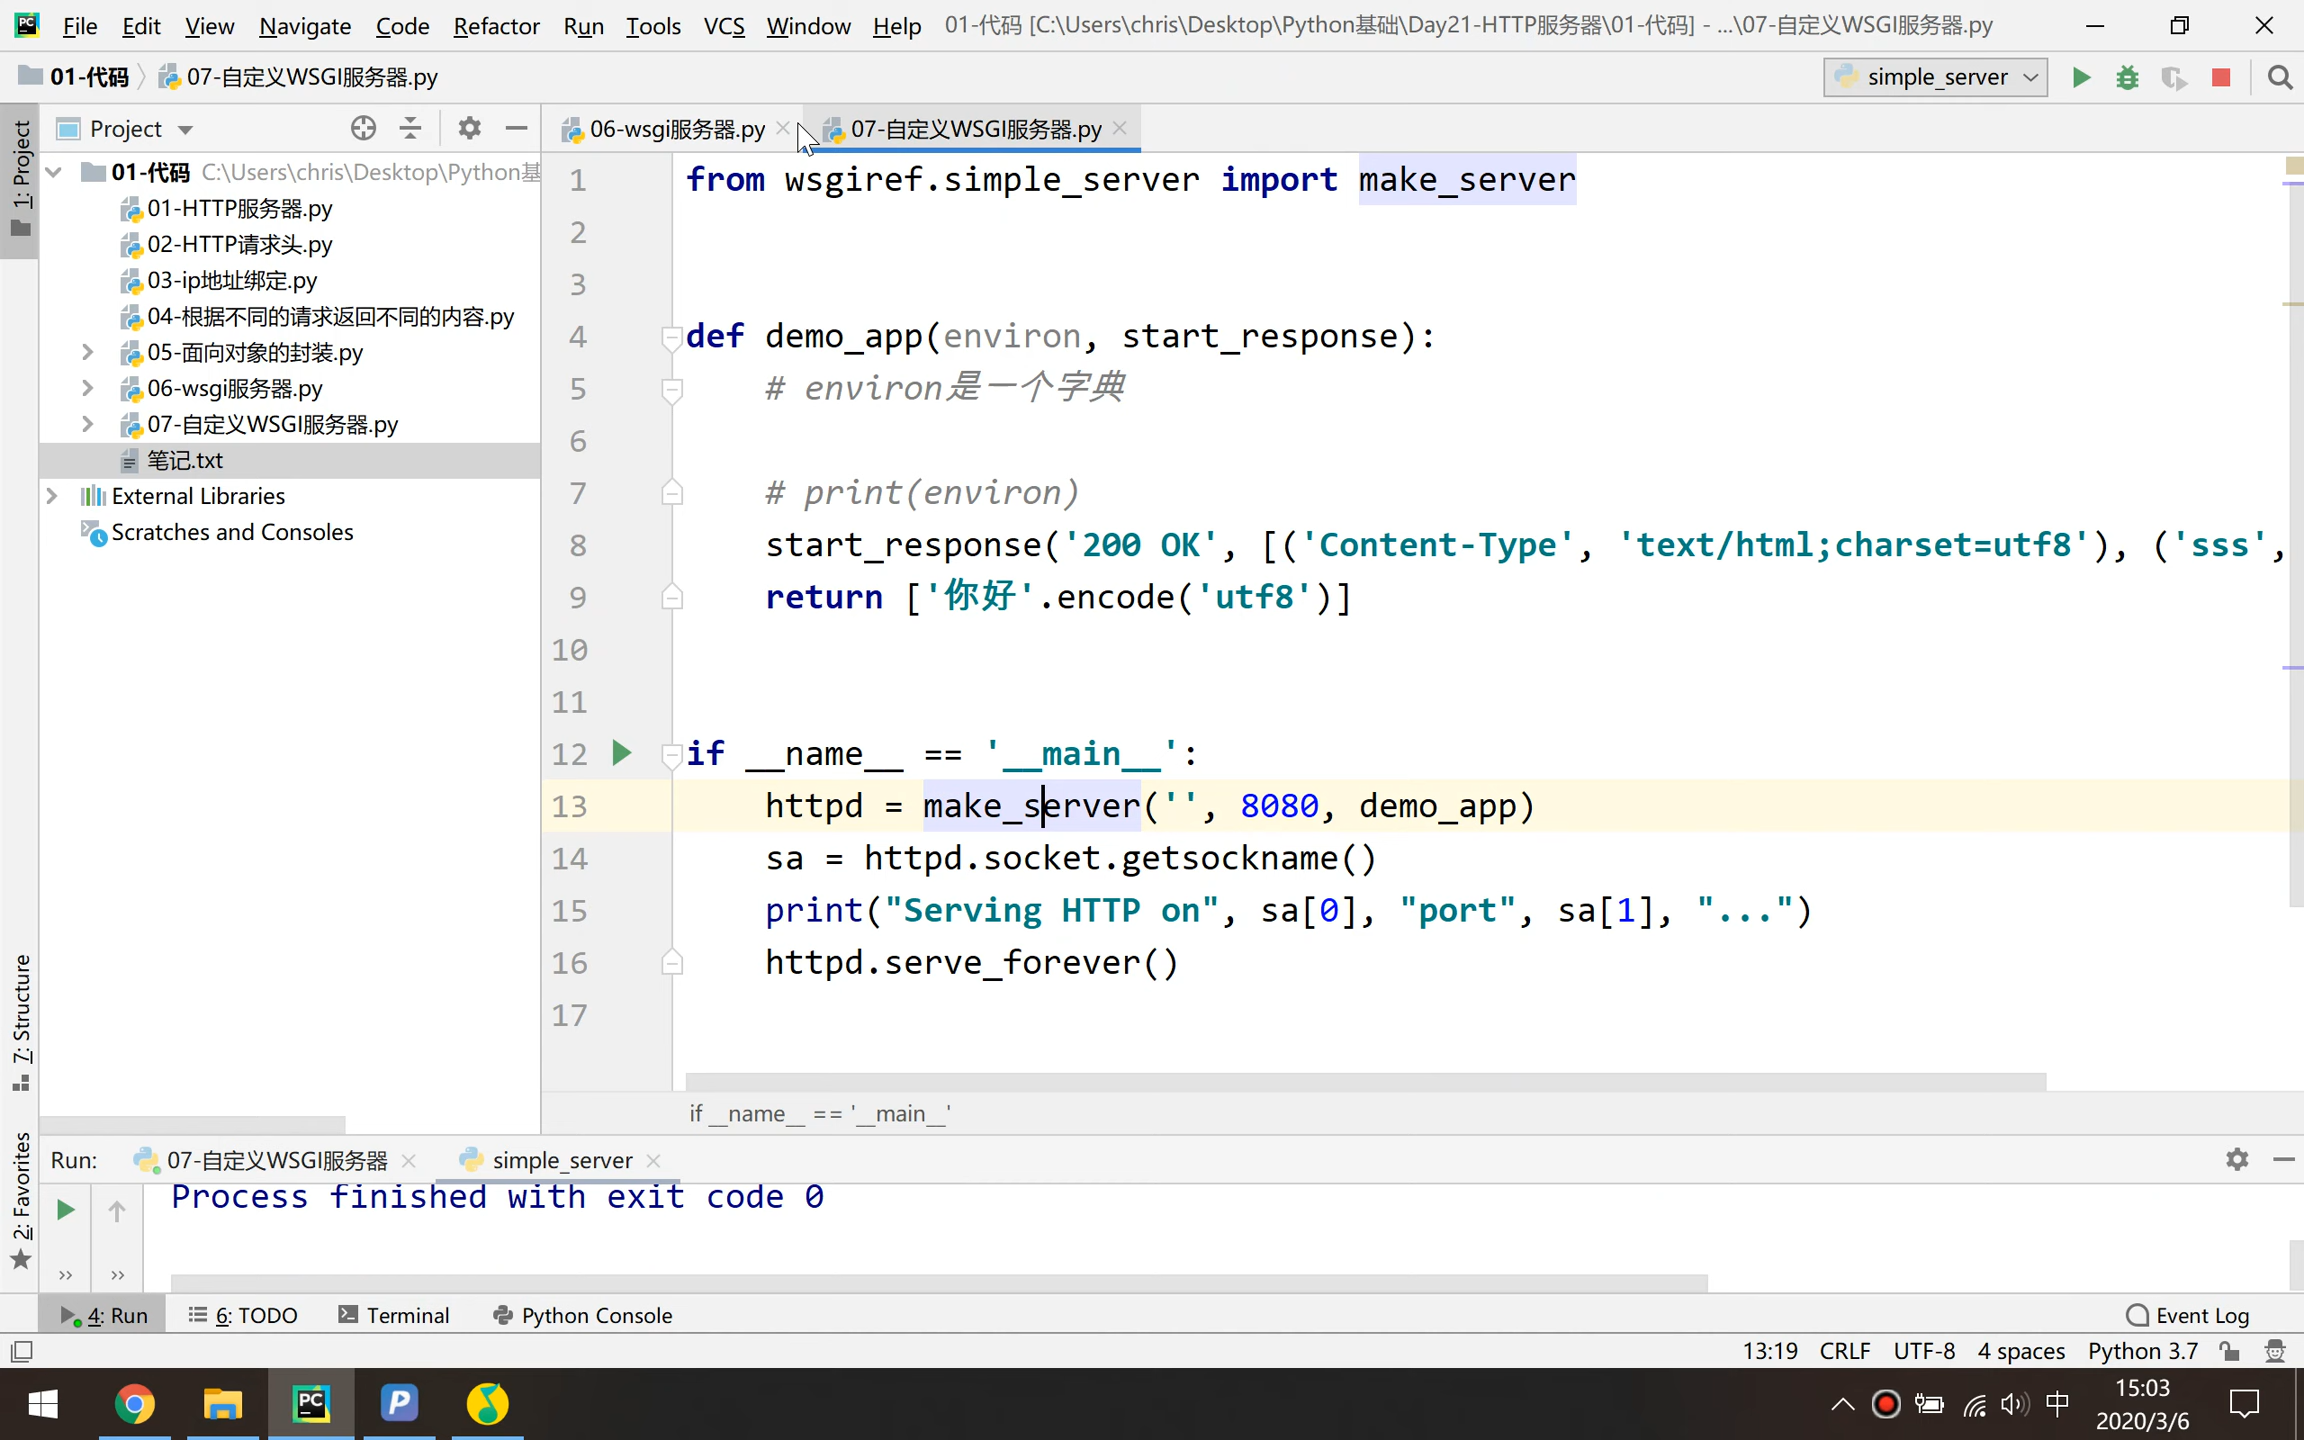 File Edit View Navigate Code Refactor Run Tools VCS Window Help 01-代码 [C:\Users\chris\Desktop\Python基础\Day21-HTTP服务器\01-代码] - ...\07-自定义WSGI服务器.py
01-代码 07-自定义WSGI服务器.py simple_server
1: Project
Project
06-wsgi服务器.py 07-自定义WSGI服务器.py
01-代码 C:\Users\chris\Desktop\Python基
01-HTTP服务器.py
02-HTTP请求头.py
03-ip地址绑定.py
04-根据不同的请求返回不同的内容.py
05-面向对象的封装.py
06-wsgi服务器.py
07-自定义WSGI服务器.py
笔记.txt
External Libraries
Scratches and Consoles
1 from wsgiref.simple_server import make_server
2
3
4 def demo_app(environ, start_response):
5 # environ是一个字典
6
7 # print(environ)
8 start_response('200 OK', [('Content-Type', 'text/html;charset=utf8'), ('sss',
9 return ['你好'.encode('utf8')]
10
11
12 if __name__ == '__main__':
13 httpd = make_server('', 8080, demo_app)
14 sa = httpd.socket.getsockname()
15 print("Serving HTTP on", sa[0], "port", sa[1], "...")
16 httpd.serve_forever()
17
if __name__ == '__main__'
7: Structure
2: Favorites
Run: 07-自定义WSGI服务器 simple_server
Process finished with exit code 0
4: Run 6: TODO Terminal Python Console Event Log
13:19 CRLF UTF-8 4 spaces Python 3.7
中 15:03
2020/3/6